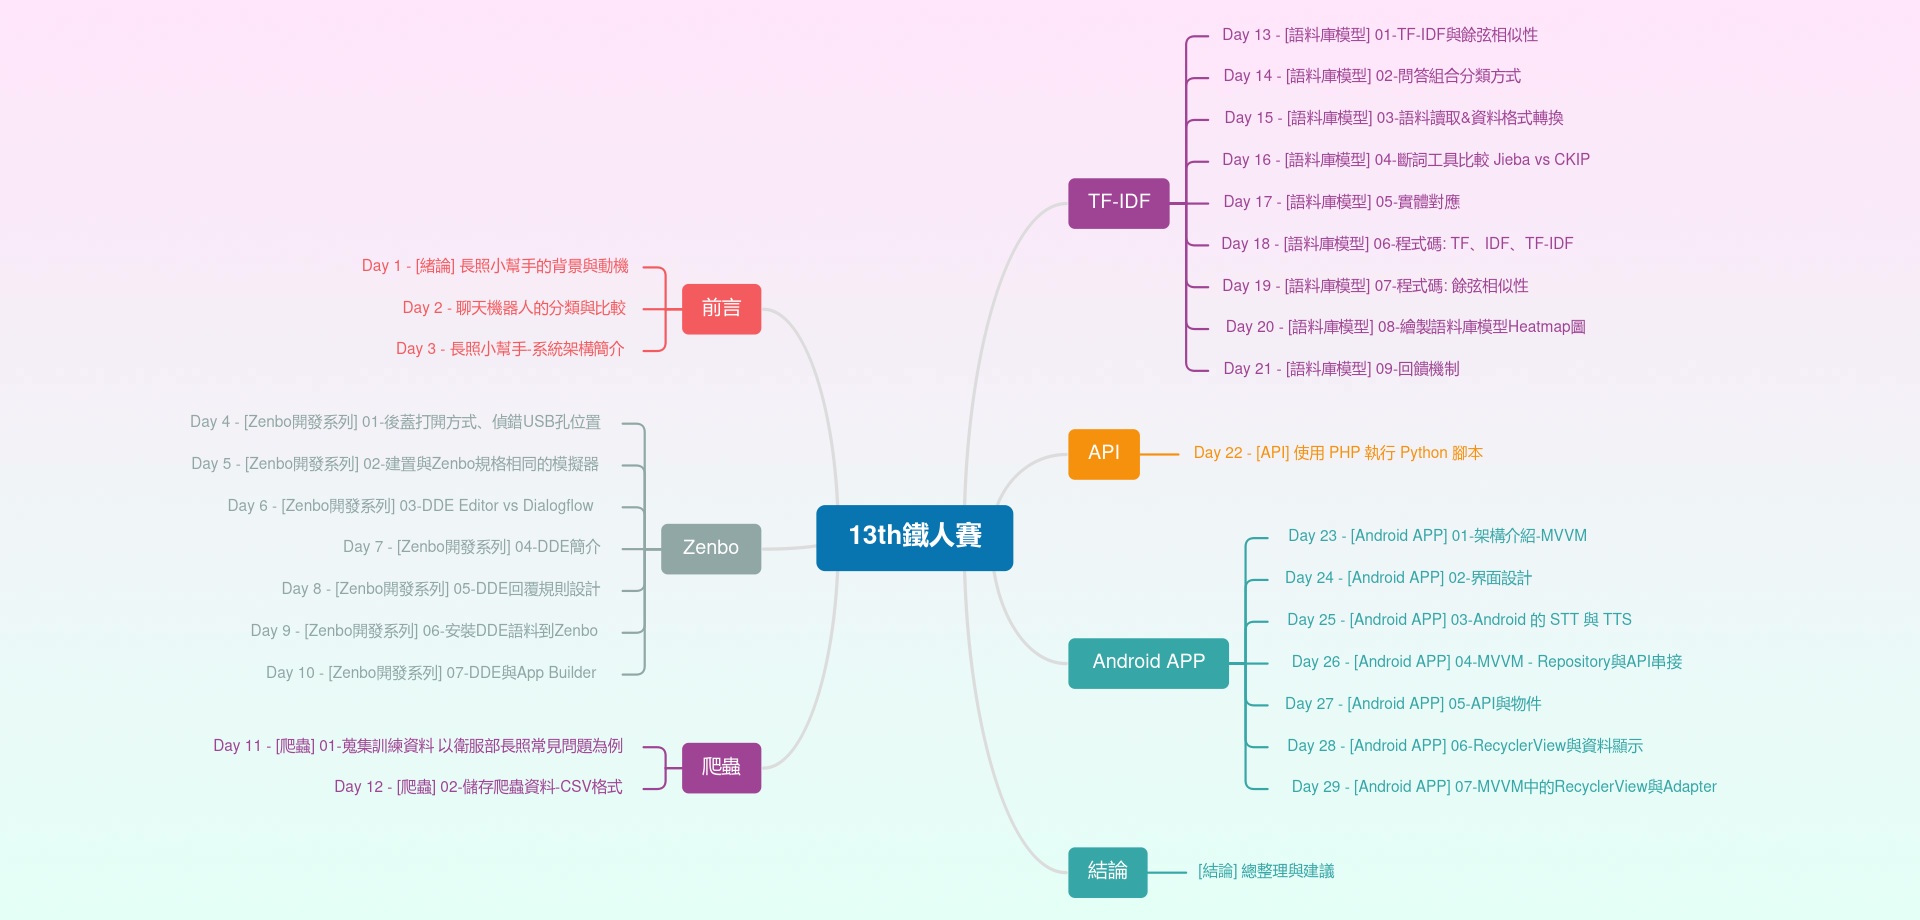 13th鐵人賽
前言
Day 1 - [緒論] 長照小幫手的背景與動機
Day 2 - 聊天機器人的分類與比較
Day 3 - 長照小幫手-系統架構簡介
Zenbo
Day 4 - [Zenbo開發系列] 01-後蓋打開方式、偵錯USB孔位置
Day 5 - [Zenbo開發系列] 02-建置與Zenbo規格相同的模擬器
Day 6 - [Zenbo開發系列] 03-DDE Editor vs Dialogflow
Day 7 - [Zenbo開發系列] 04-DDE簡介
Day 8 - [Zenbo開發系列] 05-DDE回覆規則設計
Day 9 - [Zenbo開發系列] 06-安裝DDE語料到Zenbo
Day 10 - [Zenbo開發系列] 07-DDE與App Builder
爬蟲
Day 11 - [爬蟲] 01-蒐集訓練資料 以衛服部長照常見問題為例
Day 12 - [爬蟲] 02-儲存爬蟲資料-CSV格式
TF-IDF
Day 13 - [語料庫模型] 01-TF-IDF與餘弦相似性
Day 14 - [語料庫模型] 02-問答組合分類方式
Day 15 - [語料庫模型] 03-語料讀取&資料格式轉換
Day 16 - [語料庫模型] 04-斷詞工具比較 Jieba vs CKIP
Day 17 - [語料庫模型] 05-實體對應
Day 18 - [語料庫模型] 06-程式碼: TF、IDF、TF-IDF
Day 19 - [語料庫模型] 07-程式碼: 餘弦相似性
Day 20 - [語料庫模型] 08-繪製語料庫模型Heatmap圖
Day 21 - [語料庫模型] 09-回饋機制
API
Day 22 - [API] 使用 PHP 執行 Python 腳本
Android APP
Day 23 - [Android APP] 01-架構介紹-MVVM
Day 24 - [Android APP] 02-界面設計
Day 25 - [Android APP] 03-Android 的 STT 與 TTS
Day 26 - [Android APP] 04-MVVM - Repository與API串接
Day 27 - [Android APP] 05-API與物件
Day 28 - [Android APP] 06-RecyclerView與資料顯示
Day 29 - [Android APP] 07-MVVM中的RecyclerView與Adapter
結論
[結論] 總整理與建議